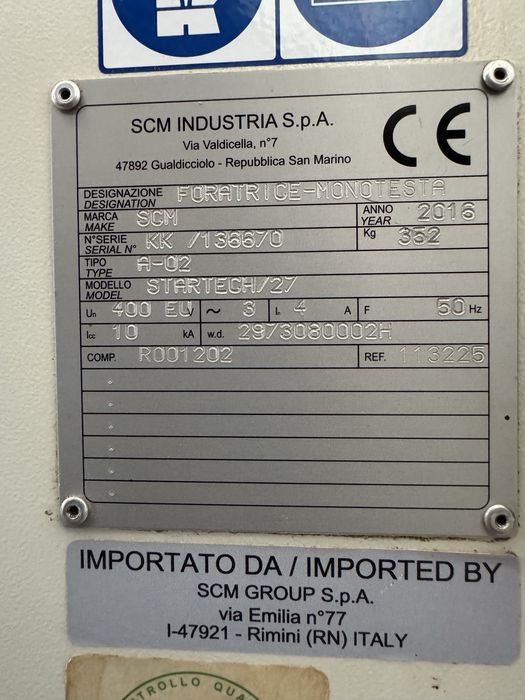 SCM INDUSTRIA S.p.A.
Via Valdicella, n°7
47892 Gualdicciolo - Repubblica San Marino
CE
DESIGNAZIONE
DESIGNATION FORATRICE-MONOTESTA
MARCA
MAKE SCM ANNO
YEAR 2016
N°SERIE
SERIAL N° KK /136670 Kg 352
TIPO
TYPE A-02
MODELLO
MODEL STARTECH/27
Un 400 EU V ~ 3 I. 4 A F 50 Hz
Icc 10 kA w.d. 2973080002H
COMP. R001202 REF. 113225
IMPORTATO DA / IMPORTED BY
SCM GROUP S.p.A.
via Emilia n°77
I-47921 - Rimini (RN) ITALY
TROLLO QUA